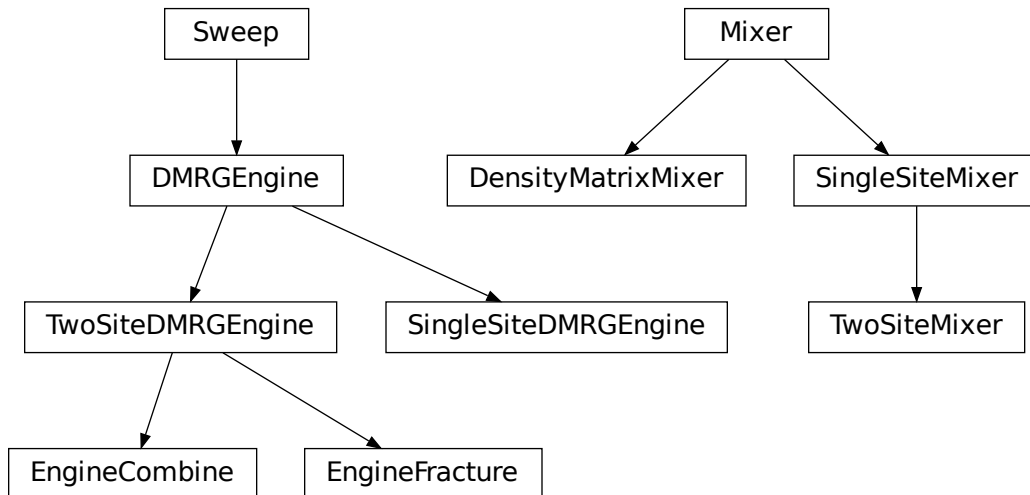 Sweep
Mixer
DMRGEngine
DensityMatrixMixer
SingleSiteMixer
TwoSiteDMRGEngine
SingleSiteDMRGEngine
TwoSiteMixer
EngineCombine
EngineFracture